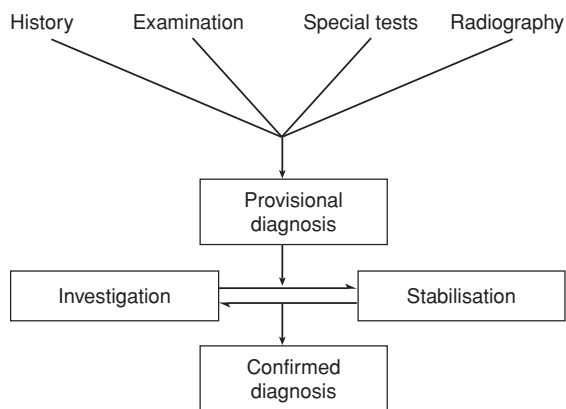 History Examination Special tests Radiography
Provisional
diagnosis
Investigation Stabilisation
Confirmed
diagnosis